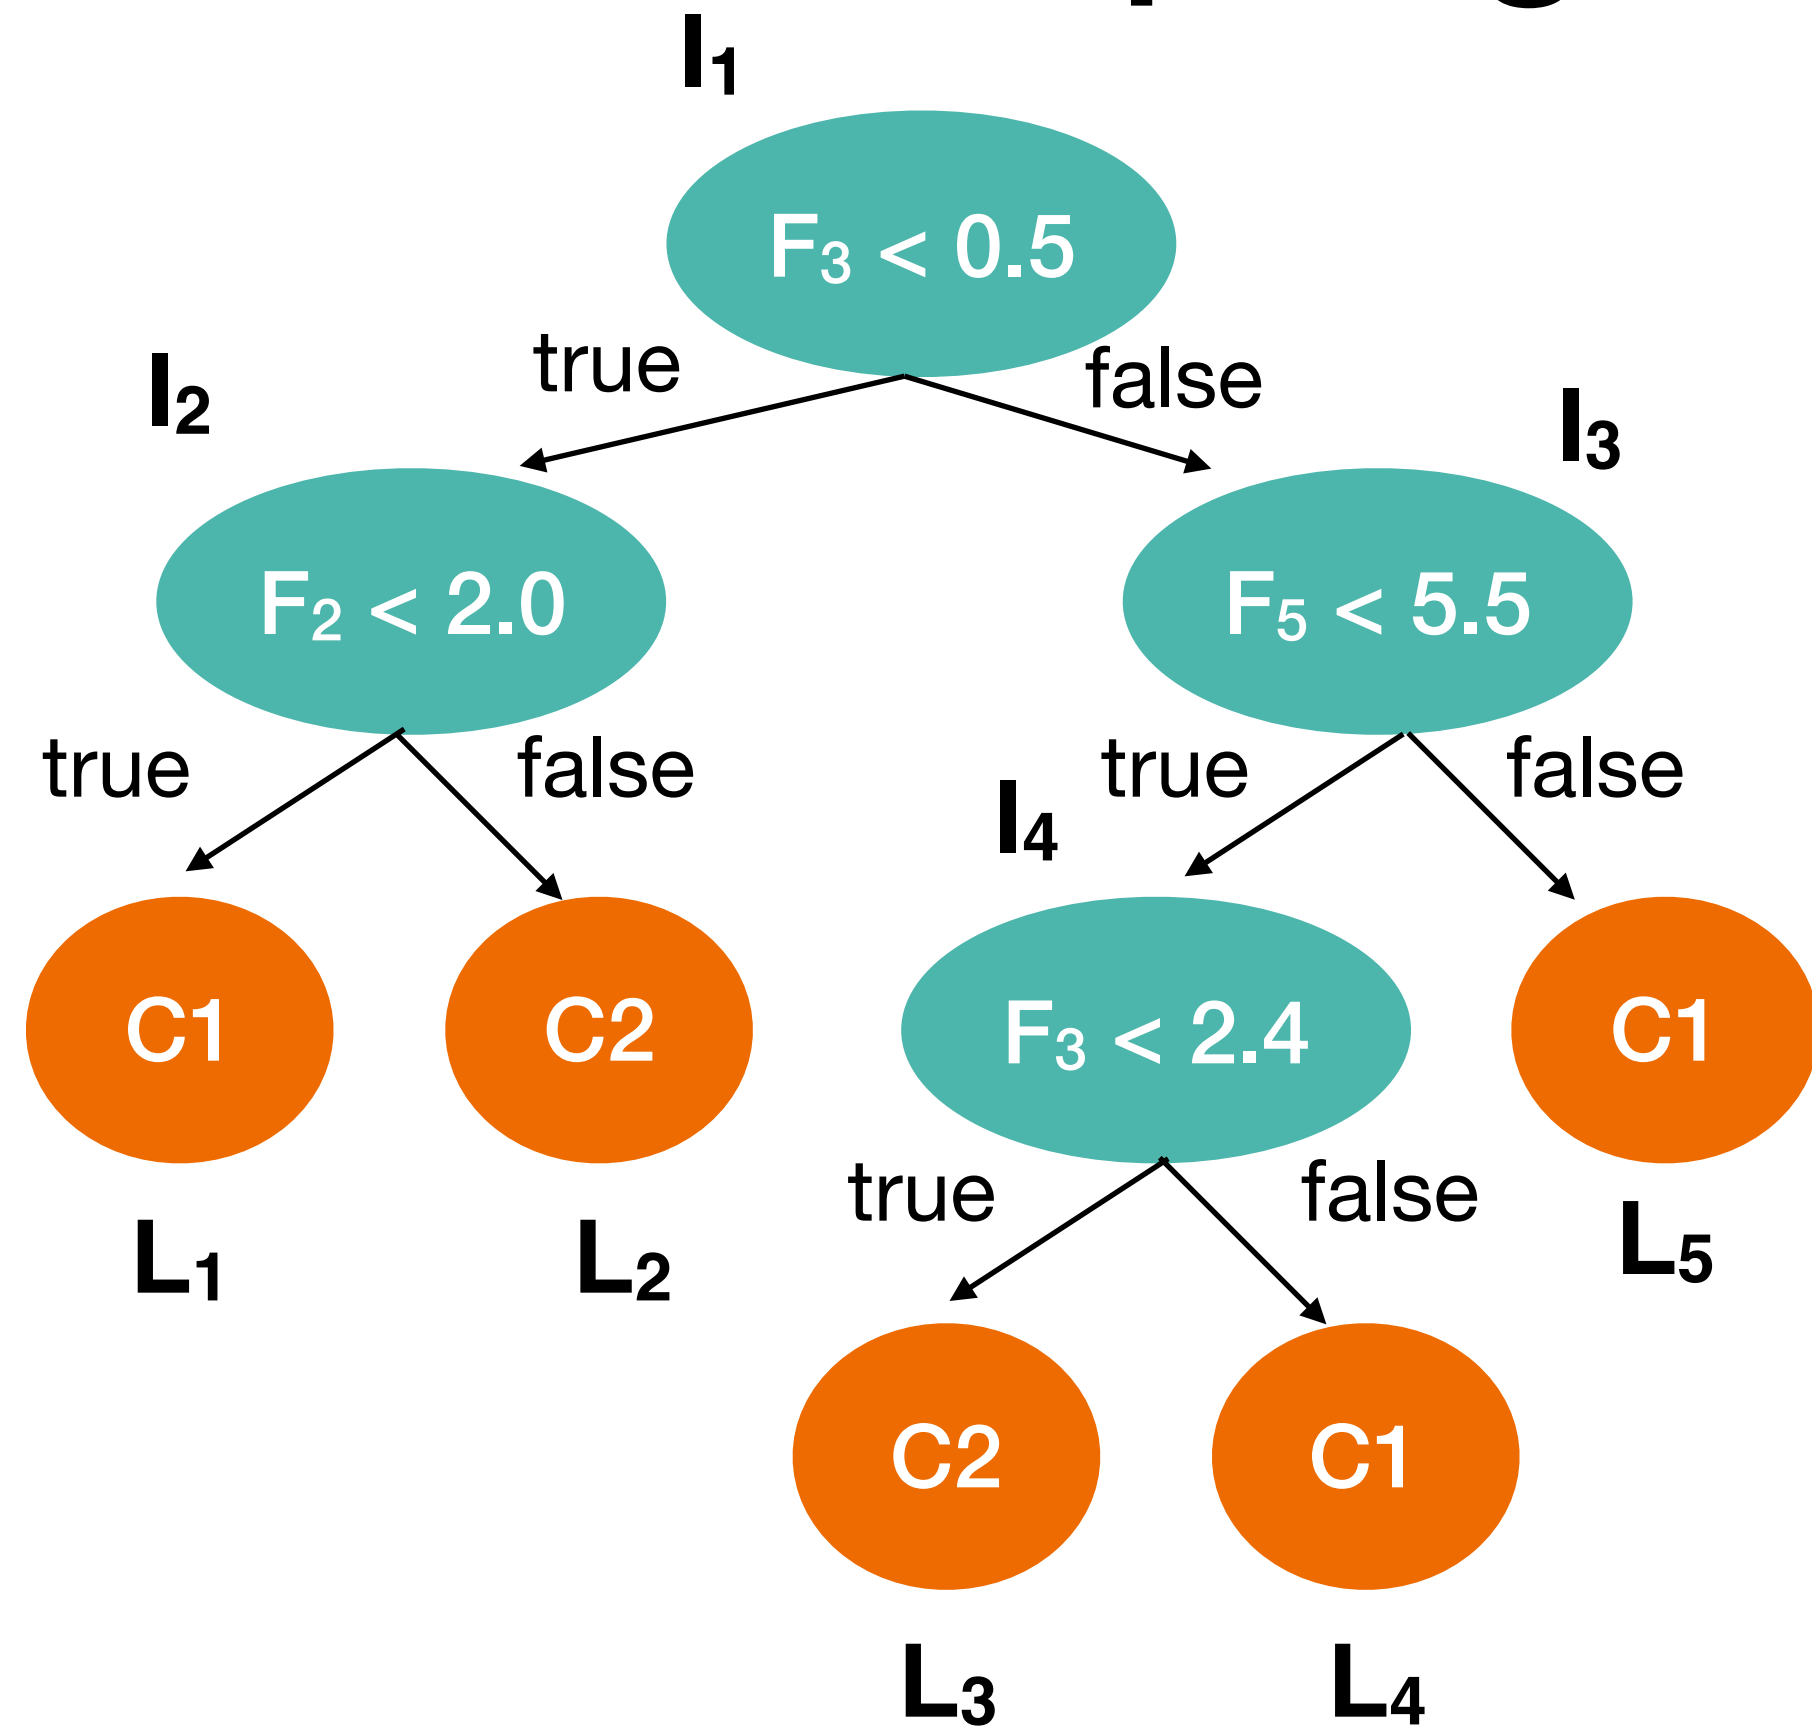 I₁
F₃ < 0.5
true
false
I₂
I₃
F₂ < 2.0
F₅ < 5.5
true
false
true
false
I₄
C1
C2
F₃ < 2.4
C1
true
false
L₁
L₂
L₅
C2
C1
L₃
L₄